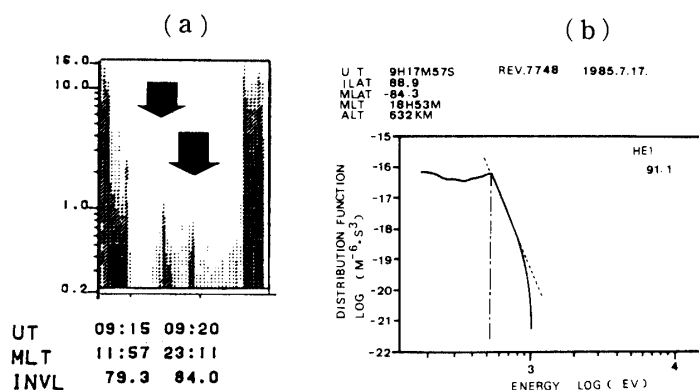 (a)
16.0
10.0
1.0
0.2
UT 09:15 09:20
MLT 11:57 23:11
INVL 79.3 84.0
(b)
UT 9H17M57S REV.7748 1985.7.17.
ILAT 88.9
MLAT -84.3
MLT 18H53M
ALT 632KM
HE1
91.1
DISTRIBUTION FUNCTION
LOG (M⁻⁶·S³)
-15
-16
-17
-18
-19
-20
-21
-22
3 4
ENERGY LOG(EV)